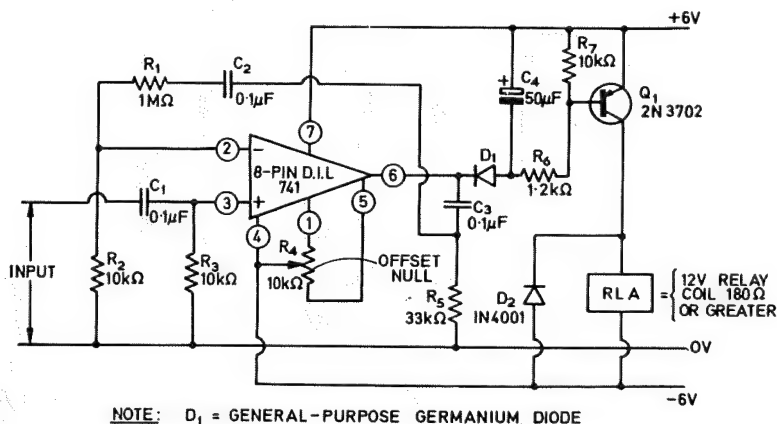 +6V
R1
1MΩ
C2
0·1µF
R7
10kΩ
C4
+
50µF
Q1
2N 3702
7
2
-
8-PIN D.I.L
741
6
D1
R6
1·2kΩ
C1
0·1µF
3
+
5
4
1
C3
0·1µF
R4
10kΩ
OFFSET
NULL
INPUT
R2
10kΩ
R3
10kΩ
R5
33kΩ
D2
IN4001
RLA
=
12V RELAY
COIL 180Ω
OR GREATER
0V
-6V
NOTE: D1 = GENERAL-PURPOSE GERMANIUM DIODE